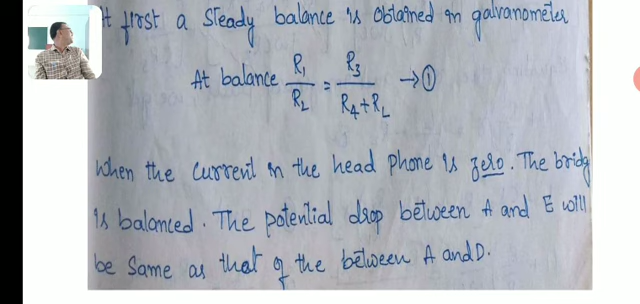 At first a steady balance is obtained in galvanometer
At balance R₁/R₂ = R₃/(R₄+R_L) → ①
When the current in the head phone is zero. The bridg
is balanced. The potential drop between A and E will
be same as that of the between A and D.